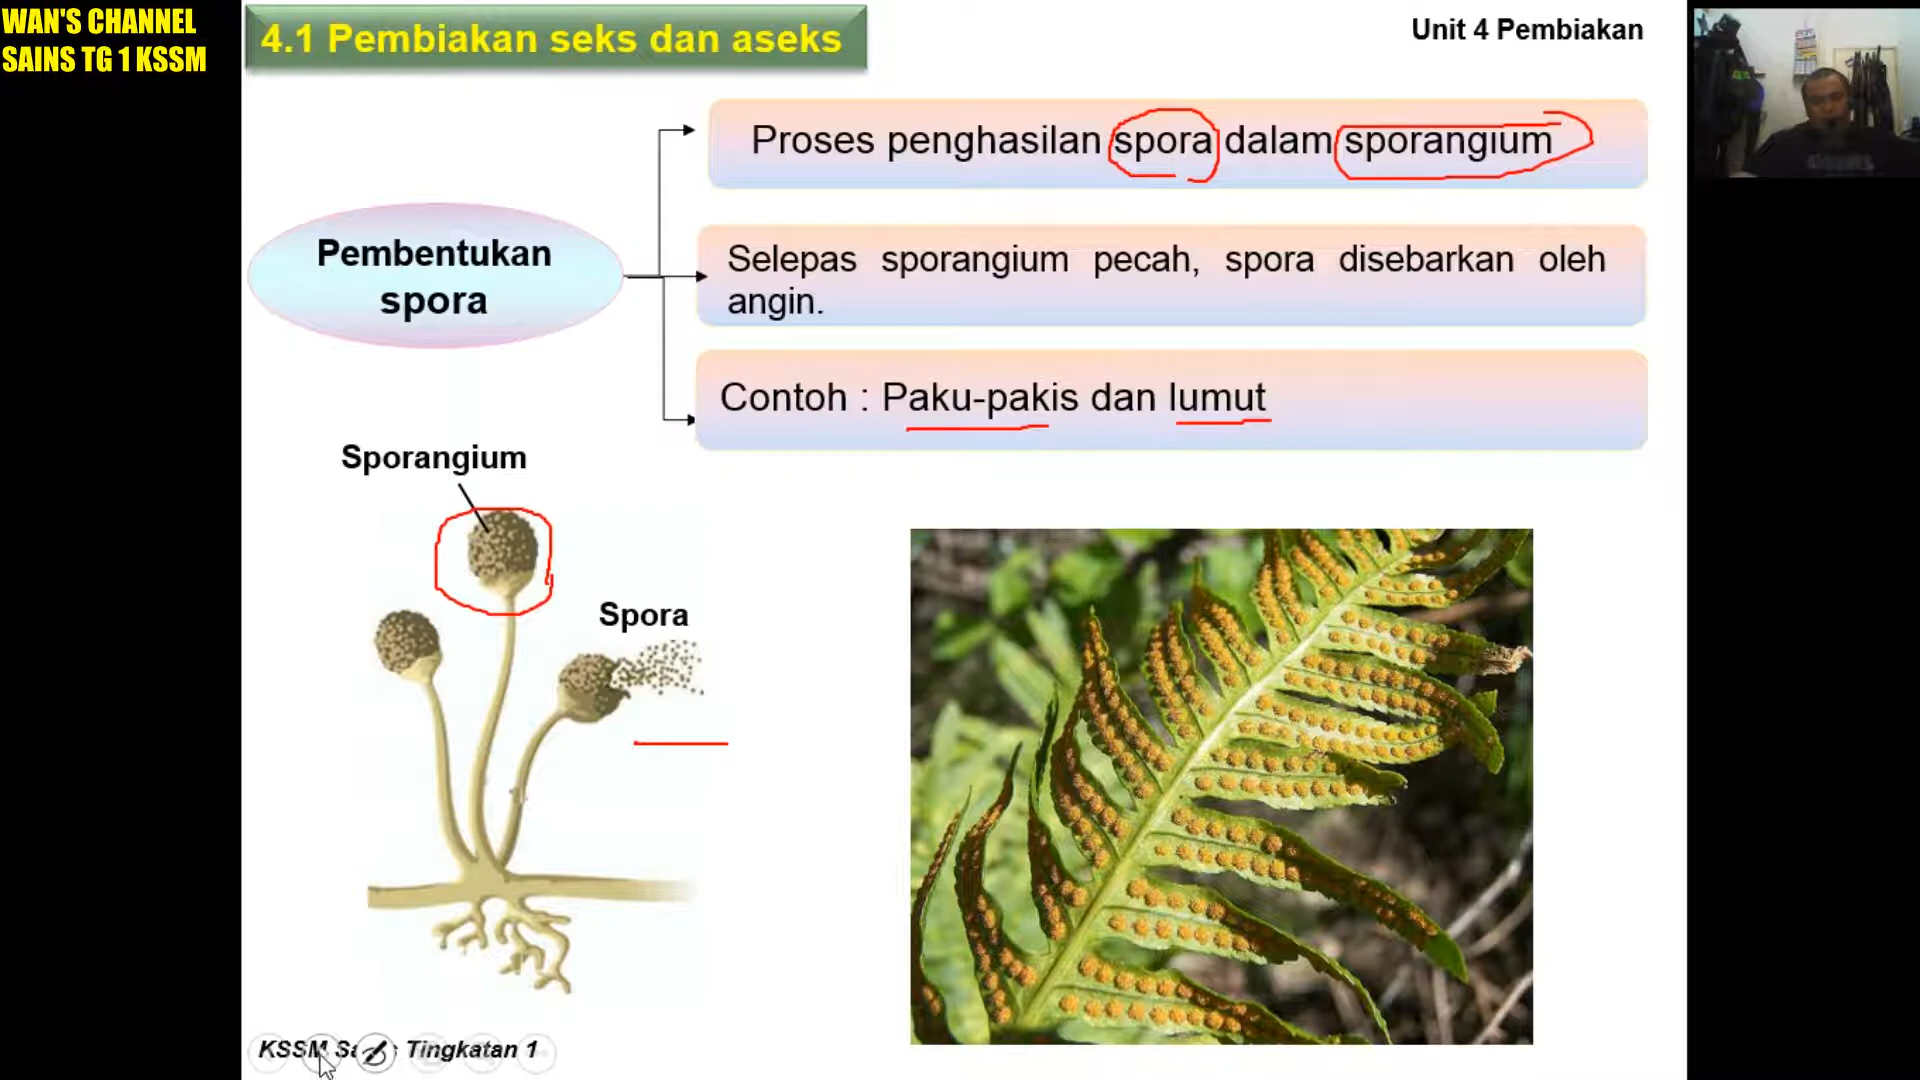 WAN'S CHANNEL
SAINS TG 1 KSSM
4.1 Pembiakan seks dan aseks
Unit 4 Pembiakan
Proses penghasilan spora dalam sporangium
Pembentukan
spora
Selepas sporangium pecah, spora disebarkan oleh
angin.
Contoh : Paku-pakis dan lumut
Sporangium
Spora
KSSM Tingkatan 1